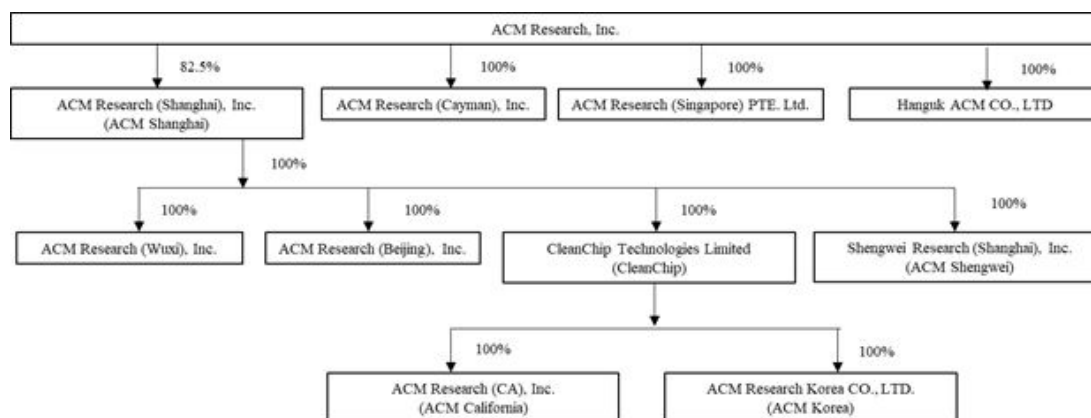 ACM Research, Inc.
82.5%
100%
100%
100%
ACM Research (Shanghai), Inc.
(ACM Shanghai)
ACM Research (Cayman), Inc.
ACM Research (Singapore) PTE. Ltd.
Hanguk ACM CO., LTD
100%
100%
100%
100%
100%
ACM Research (Wuxi), Inc.
ACM Research (Beijing), Inc.
CleanChip Technologies Limited
(CleanChip)
Shengwei Research (Shanghai), Inc.
(ACM Shengwei)
100%
100%
ACM Research (CA), Inc.
(ACM California)
ACM Research Korea CO., LTD.
(ACM Korea)